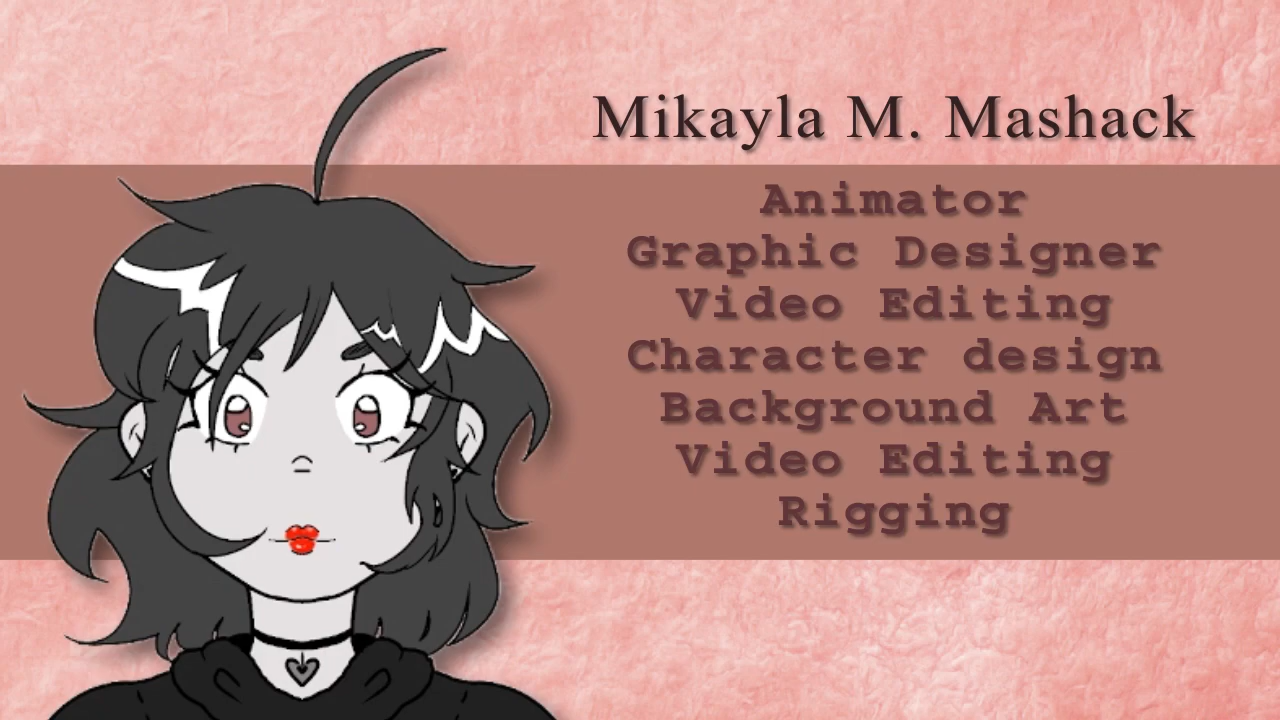 Mikayla M. Mashack
Animator
Graphic Designer
Video Editing
Character design
Background Art
Video Editing
Rigging